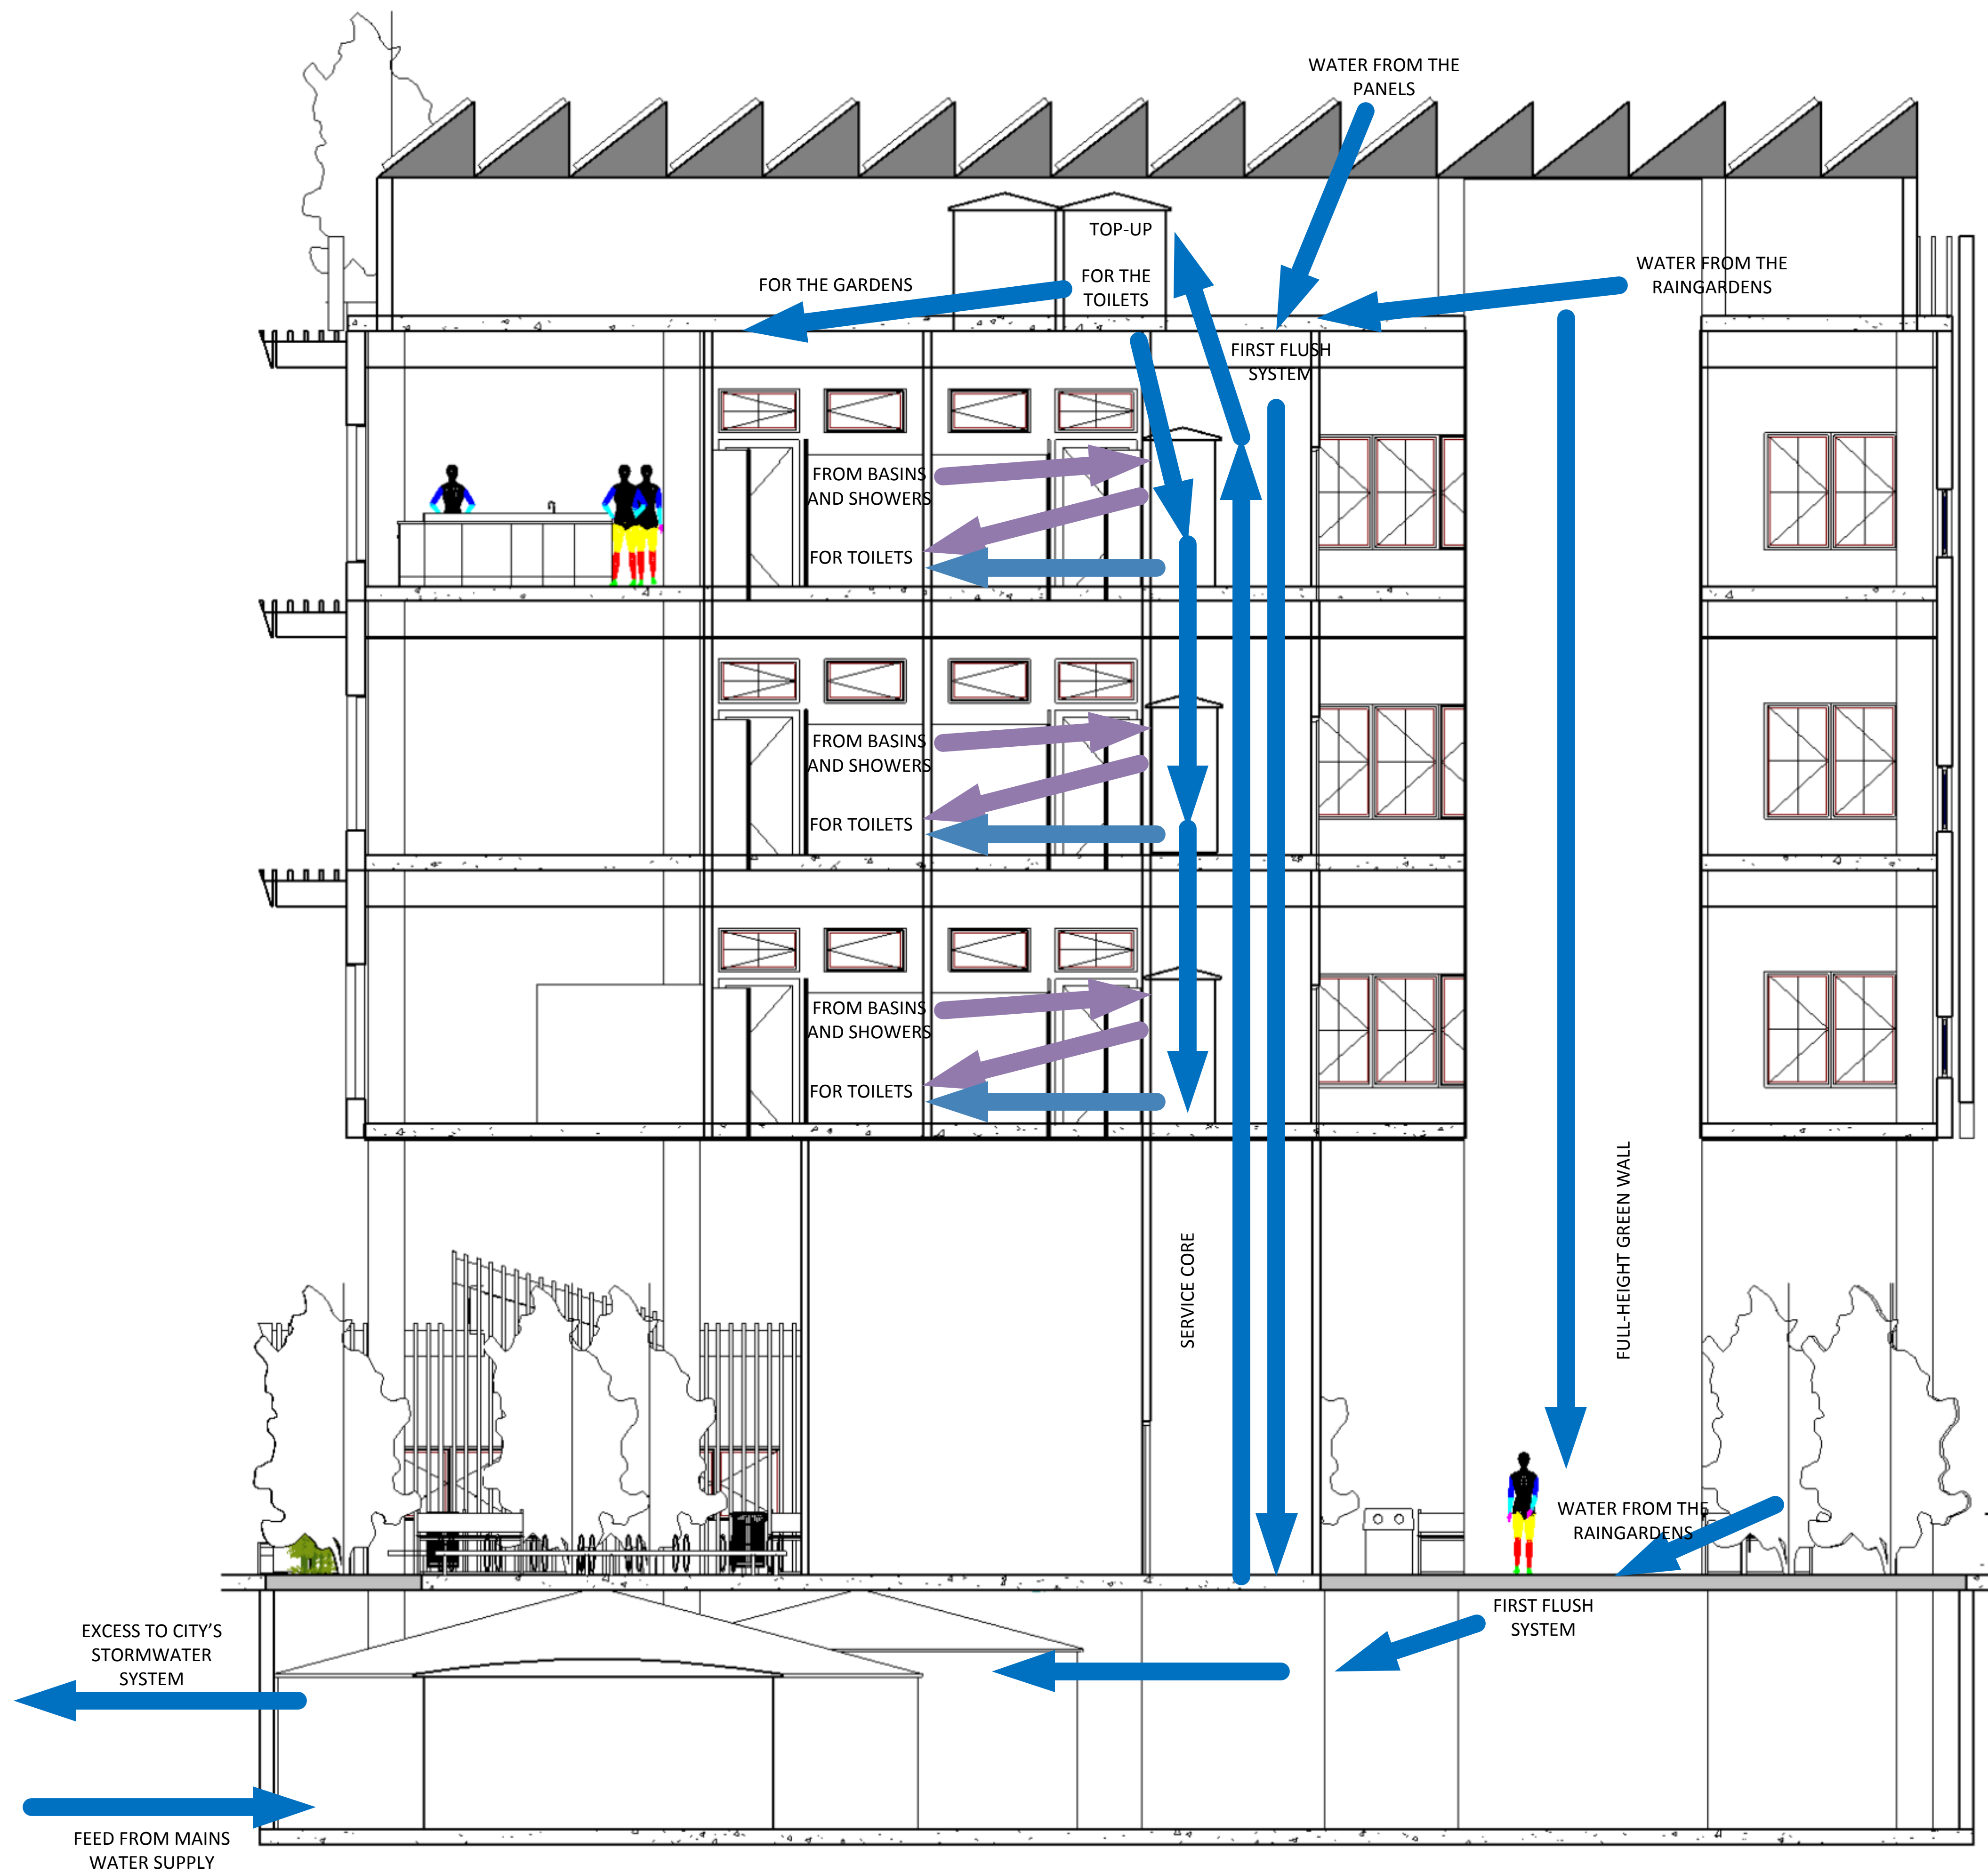 WATER FROM THE
PANELS
TOP-UP
FOR THE GARDENS
FOR THE
TOILETS
WATER FROM THE
RAINGARDENS
FIRST FLUSH
SYSTEM
FROM BASINS
AND SHOWERS
FOR TOILETS
FROM BASINS
AND SHOWERS
FOR TOILETS
FROM BASINS
AND SHOWERS
FOR TOILETS
SERVICE CORE
FULL-HEIGHT GREEN WALL
WATER FROM THE
RAINGARDENS
FIRST FLUSH
SYSTEM
EXCESS TO CITY’S
STORMWATER
SYSTEM
FEED FROM MAINS
WATER SUPPLY